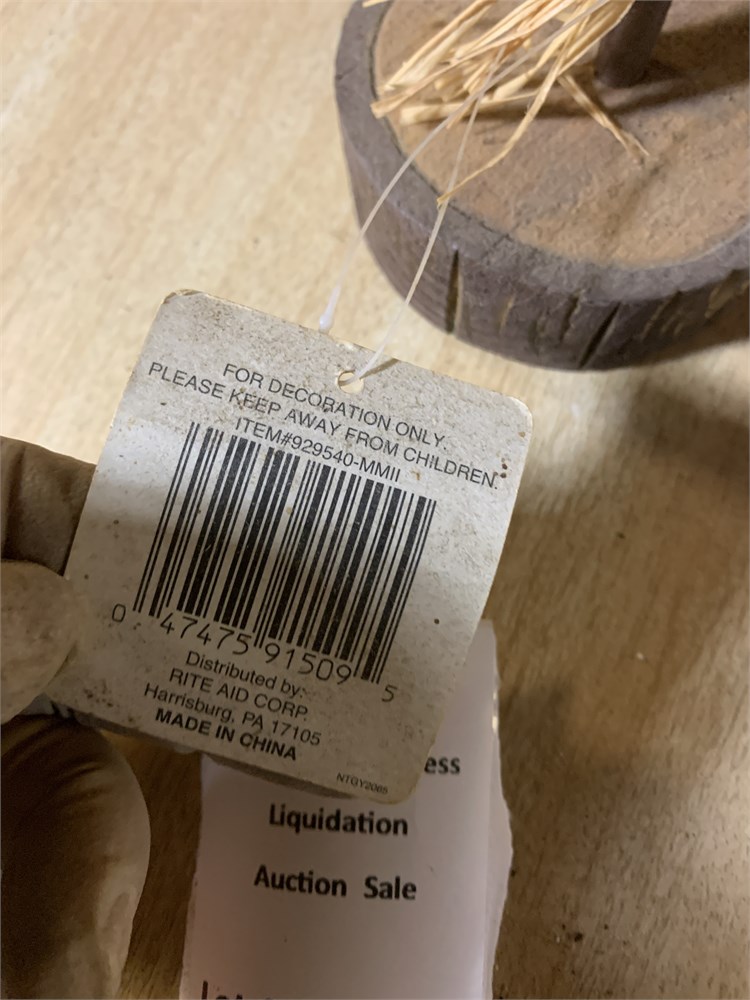 FOR DECORATION ONLY.
PLEASE KEEP AWAY FROM CHILDREN.
ITEM#929540-MMII
0 47475 91509 5
Distributed by:
RITE AID CORP.
Harrisburg, PA 17105
MADE IN CHINA
NTGY2065
ess
Liquidation
Auction Sale